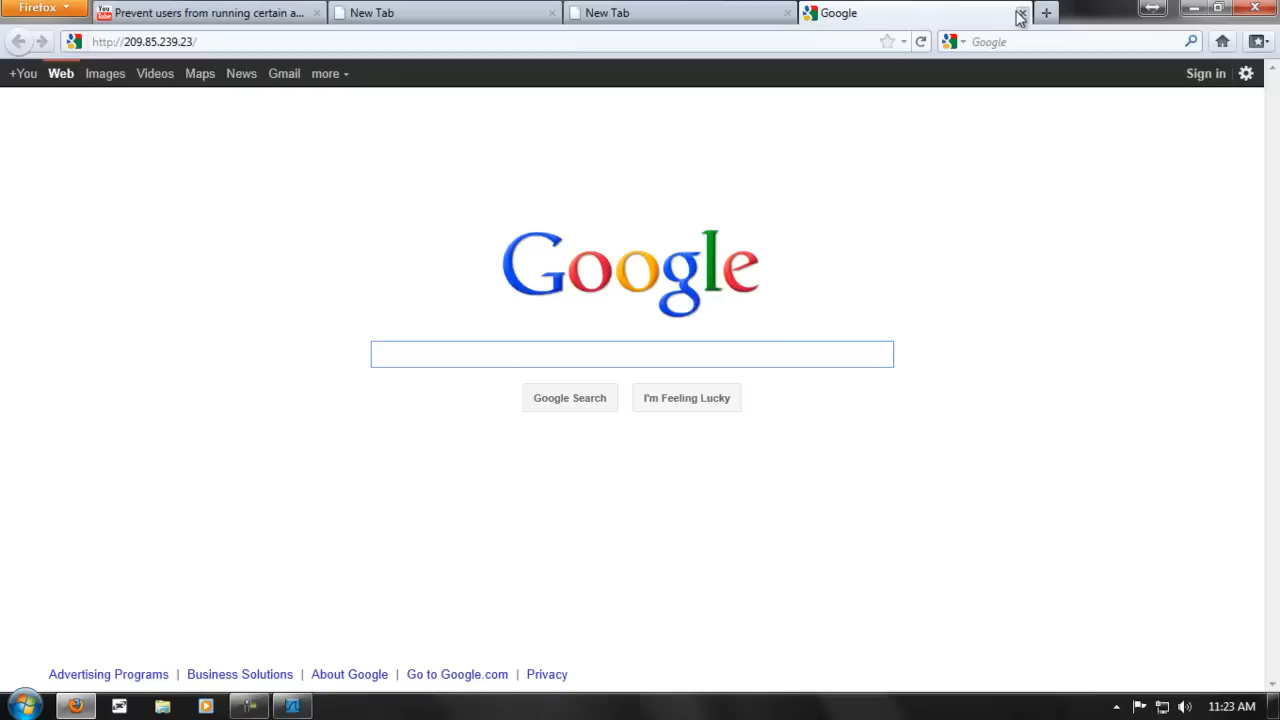 Firefox
Prevent users from running certain a...
New Tab
New Tab
Google
http://209.85.239.23/
Google
+You Web Images Videos Maps News Gmail more
Sign in
Google
Google Search
I'm Feeling Lucky
Advertising Programs | Business Solutions | About Google | Go to Google.com | Privacy
11:23 AM